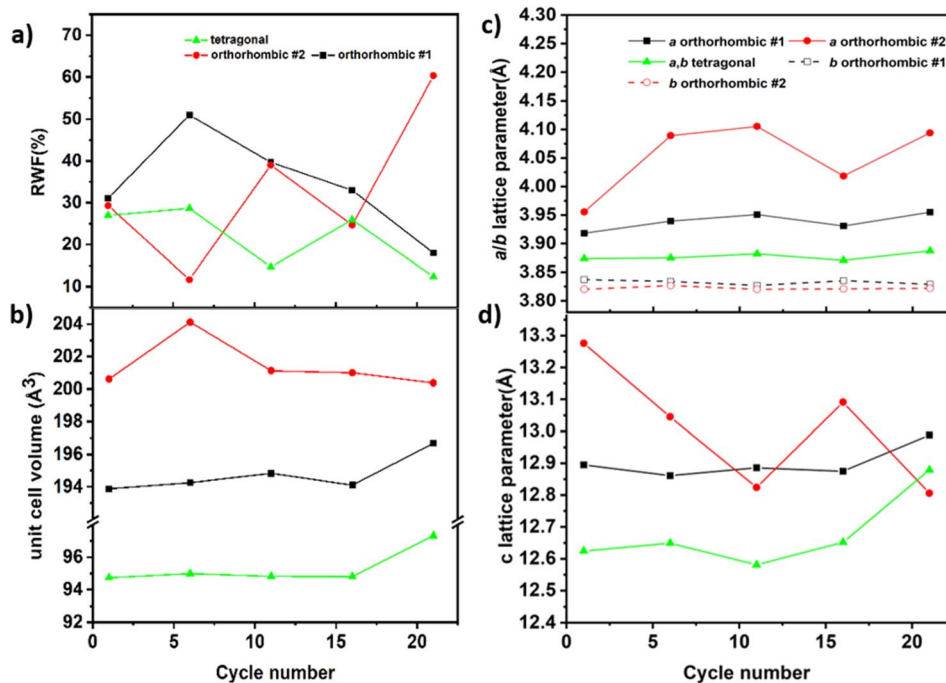 a)
tetragonal
orthorhombic #2
orthorhombic #1
RWF(%)
70
60
50
40
30
20
10
b)
unit cell volume (Å³)
204
202
200
198
196
194
96
94
92
0
5
10
15
20
Cycle number
c)
a orthorhombic #1
a orthorhombic #2
a,b tetragonal
b orthorhombic #1
b orthorhombic #2
a/b lattice parameter(Å)
4.30
4.25
4.20
4.15
4.10
4.05
4.00
3.95
3.90
3.85
3.80
d)
c lattice parameter(Å)
13.3
13.2
13.1
13.0
12.9
12.8
12.7
12.6
12.5
12.4
0
5
10
15
20
Cycle number